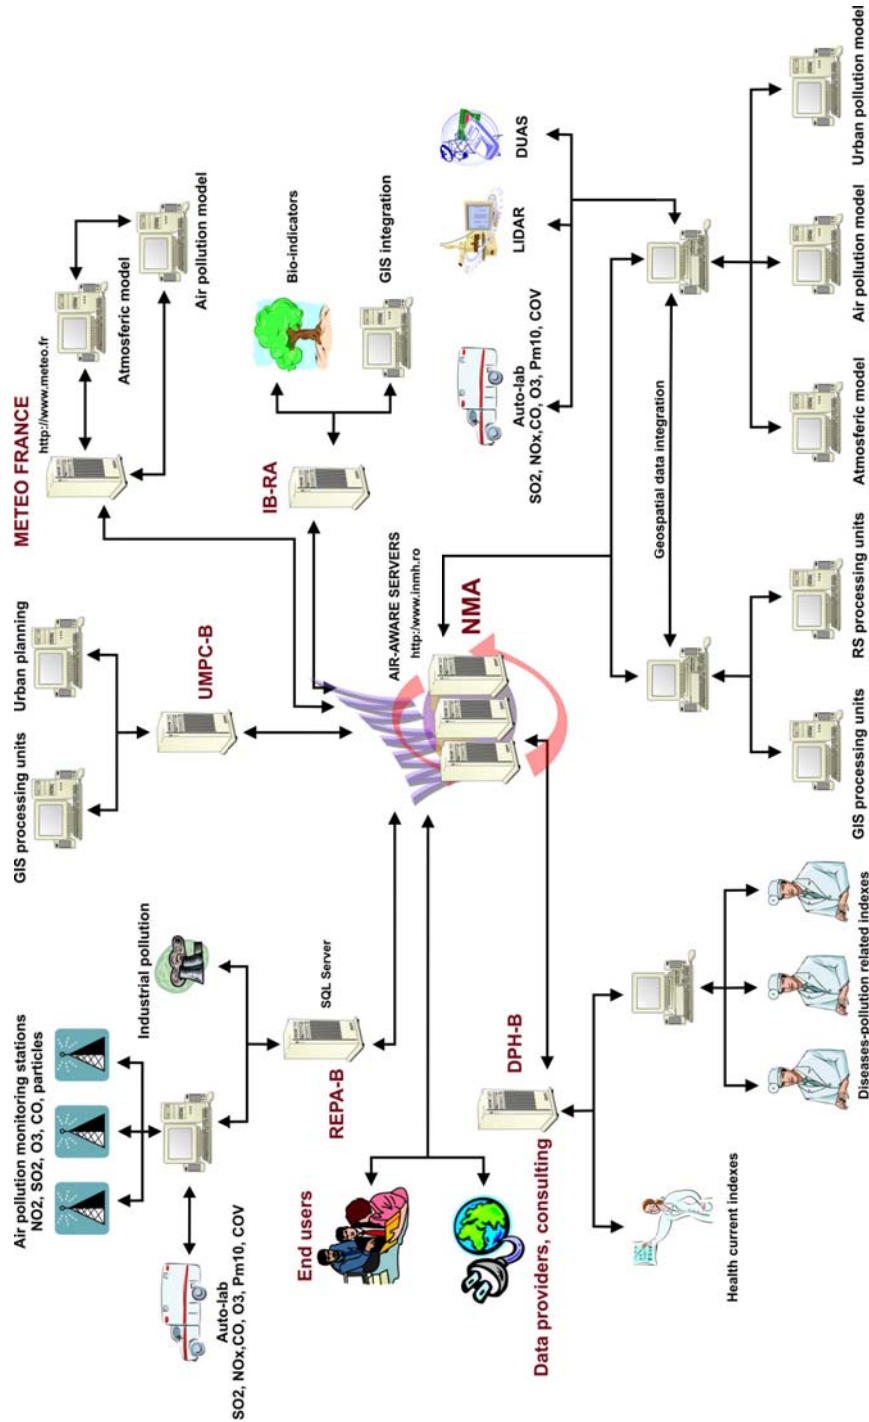 Air pollution monitoring stations
NO2, SO2, O3, CO, particles
GIS processing units
Urban planning
METEO FRANCE
http://www.meteo.fr
Atmosferic model
Air pollution model
Industrial pollution
UMPC-B
Auto-lab
SO2, NOx,CO, O3, Pm10, COV
SQL Server
REPA-B
IB-RA
Bio-indicators
GIS integration
End users
AIR-AWARE SERVERS
http:/www.inmh.ro
NMA
Data providers, consulting
DPH-B
Auto-lab
SO2, NOx,CO, O3, Pm10, COV
LIDAR
DUAS
Geospatial data integration
Health current indexes
Diseases-pollution related indexes
GIS processing units
RS processing units
Atmosferic model
Air pollution model
Urban pollution model